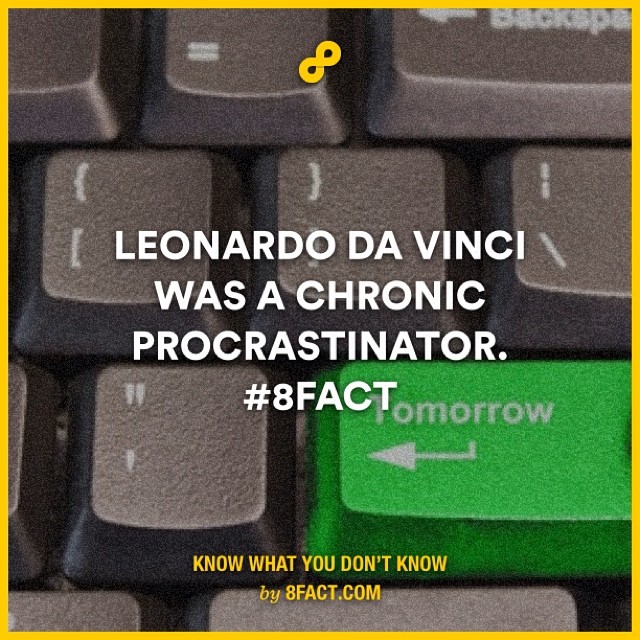 Backspa
=
{
[
}
¦
\
LEONARDO DA VINCI
WAS A CHRONIC
PROCRASTINATOR.
#8FACT
Tomorrow
"
'
KNOW WHAT YOU DON'T KNOW
by 8FACT.COM